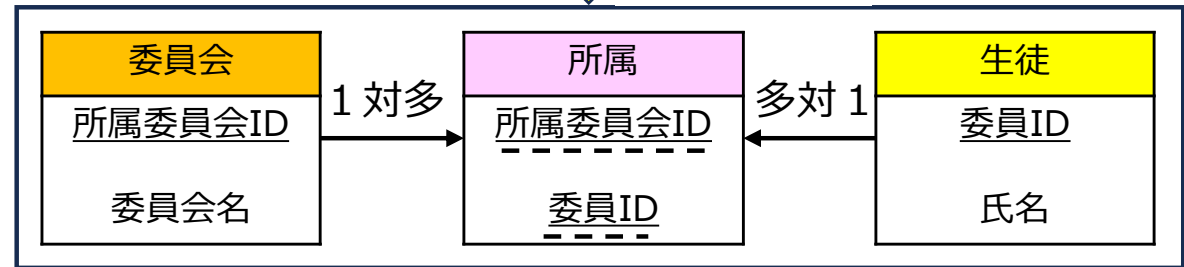 委員会
所属委員会ID
委員会名
1対多
所属
所属委員会ID
委員ID
多対1
生徒
委員ID
氏名